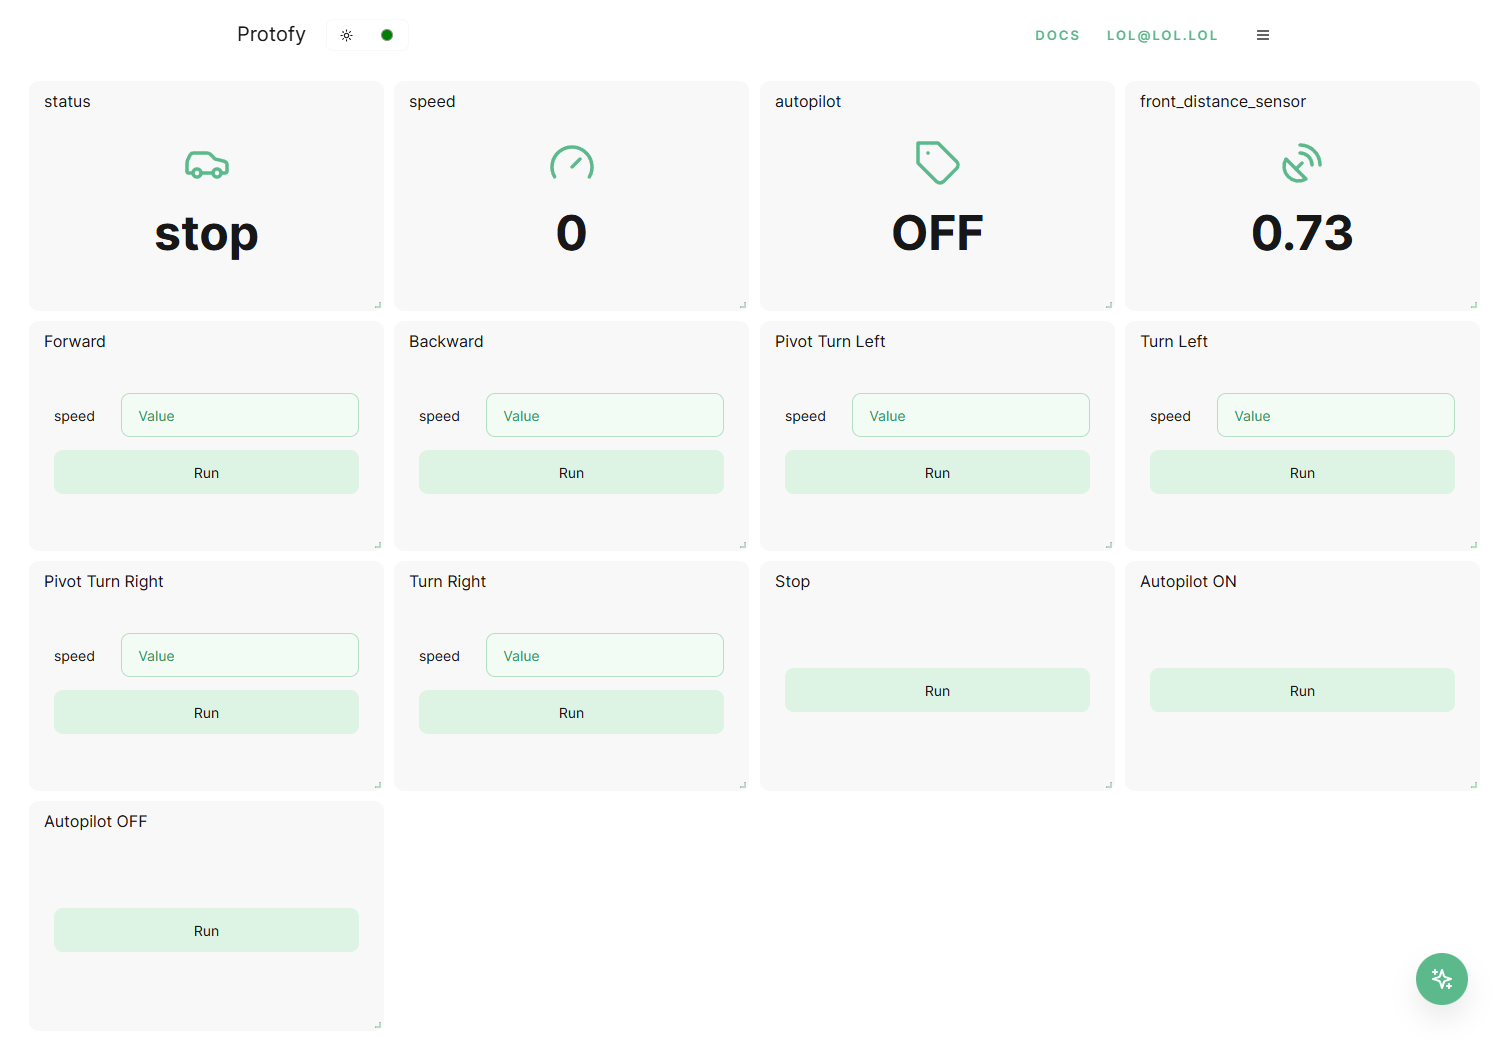 Protofy
DOCS LOL@LOL.LOL
status
stop
speed
0
autopilot
OFF
front_distance_sensor
0.73
Forward
speed Value
Run
Backward
speed Value
Run
Pivot Turn Left
speed Value
Run
Turn Left
speed Value
Run
Pivot Turn Right
speed Value
Run
Turn Right
speed Value
Run
Stop
Run
Autopilot ON
Run
Autopilot OFF
Run